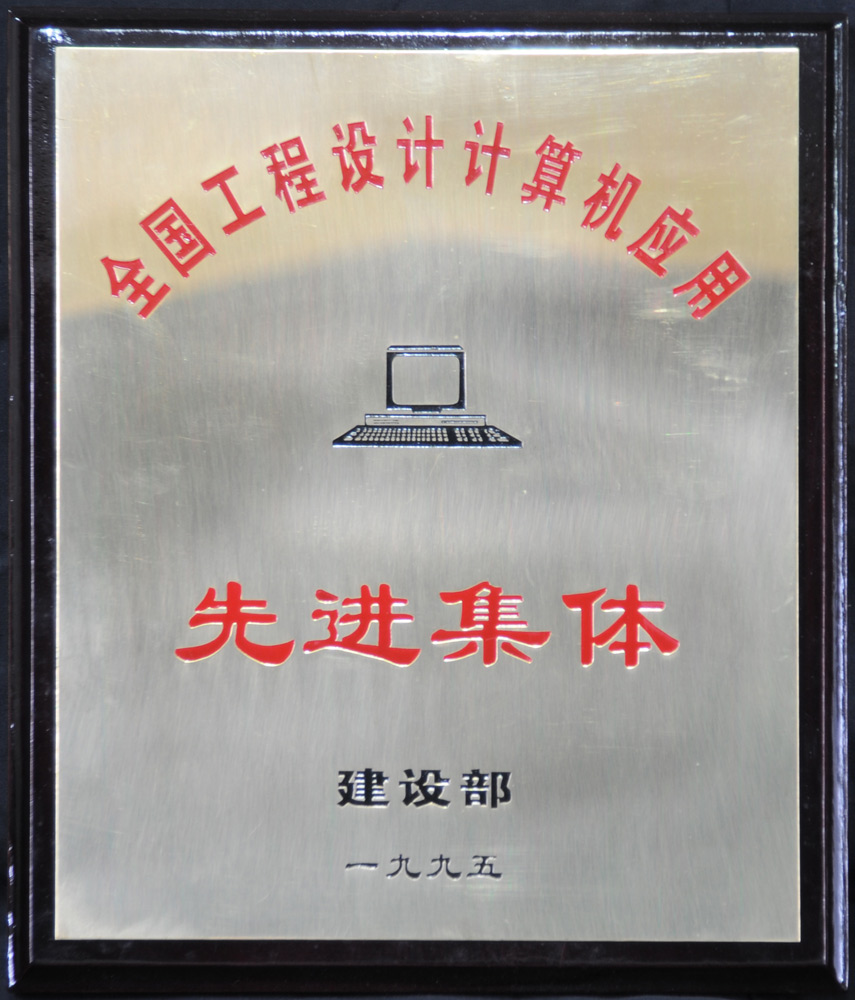 全国工程设计计算机应用
先进集体
建设部
一九九五